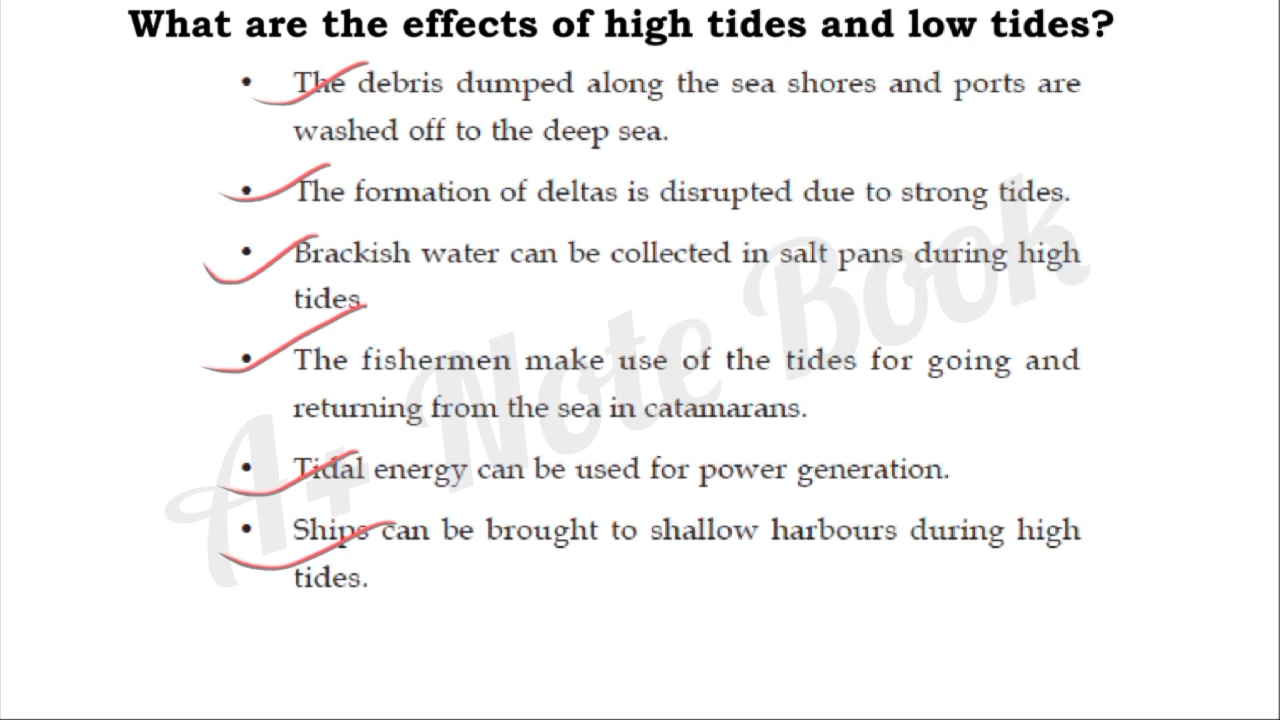 What are the effects of high tides and low tides?
• The debris dumped along the sea shores and ports are
washed off to the deep sea.
• The formation of deltas is disrupted due to strong tides.
• Brackish water can be collected in salt pans during high
tides.
• The fishermen make use of the tides for going and
returning from the sea in catamarans.
• Tidal energy can be used for power generation.
• Ships can be brought to shallow harbours during high
tides.
A+ Note Book